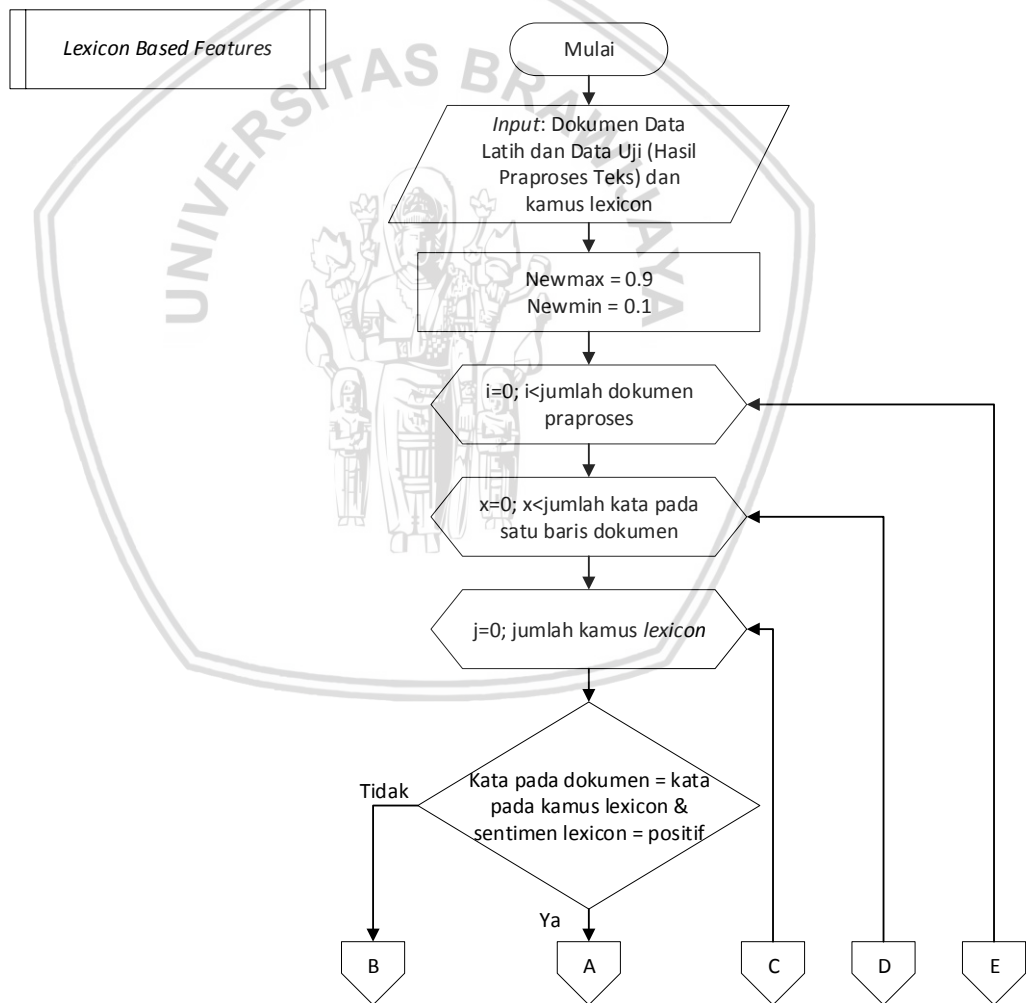 Lexicon Based Features
Mulai
UNIVERSITAS BRAWIJAYA
Input: Dokumen Data
Latih dan Data Uji (Hasil
Praproses Teks) dan
kamus lexicon
Newmax = 0.9
Newmin = 0.1
i=0; i<jumlah dokumen
praproses
x=0; x<jumlah kata pada
satu baris dokumen
j=0; jumlah kamus lexicon
Kata pada dokumen = kata
pada kamus lexicon &
sentimen lexicon = positif
Tidak
Ya
B
A
C
D
E